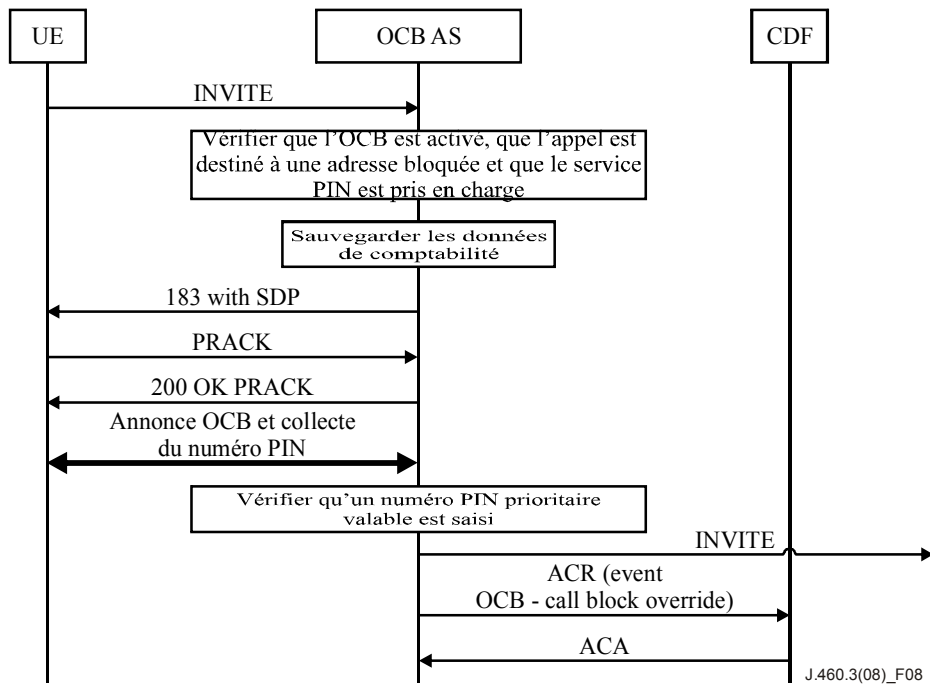 UE
OCB AS
CDF
INVITE
Vérifier que l'OCB est activé, que l'appel est
destiné à une adresse bloquée et que le service
PIN est pris en charge
Sauvegarder les données
de comptabilité
183 with SDP
PRACK
200 OK PRACK
Annonce OCB et collecte
du numéro PIN
Vérifier qu'un numéro PIN prioritaire
valable est saisi
INVITE
ACR (event
OCB - call block override)
ACA
J.460.3(08)_F08